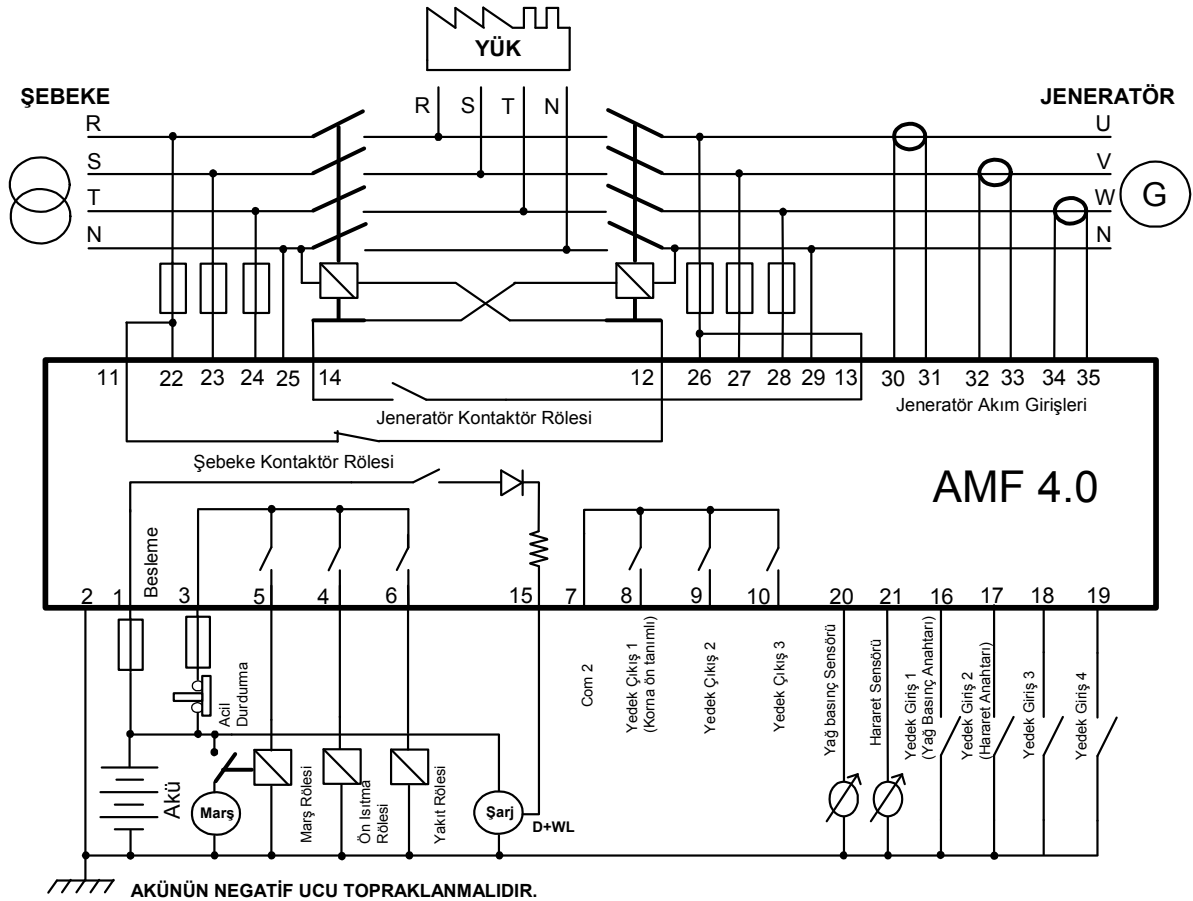 YÜK
ŞEBEKE
JENERATÖR
R S T N
R
S
T
N
U
V
W
N
G
11 22 23 24 25 14 12 26 27 28 29 13 30 31 32 33 34 35
Jeneratör Kontaktör Rölesi
Jeneratör Akım Girişleri
Şebeke Kontaktör Rölesi
AMF 4.0
Besleme
2 1 3 5 4 6 15 7 8 9 10 20 21 16 17 18 19
Acil
Durdurma
Com 2
Yedek Çıkış 1
(Korna ön tanımlı)
Yedek Çıkış 2
Yedek Çıkış 3
Yağ basınç Sensörü
Hararet Sensörü
Yedek Giriş 1
(Yağ Basınç Anahtarı)
Yedek Giriş 2
(Hararet Anahtarı)
Yedek Giriş 3
Yedek Giriş 4
Akü
Marş
Marş Rölesi
Ön Isıtma
Rölesi
Yakıt Rölesi
Şarj
D+WL
AKÜNÜN NEGATİF UCU TOPRAKLANMALIDIR.